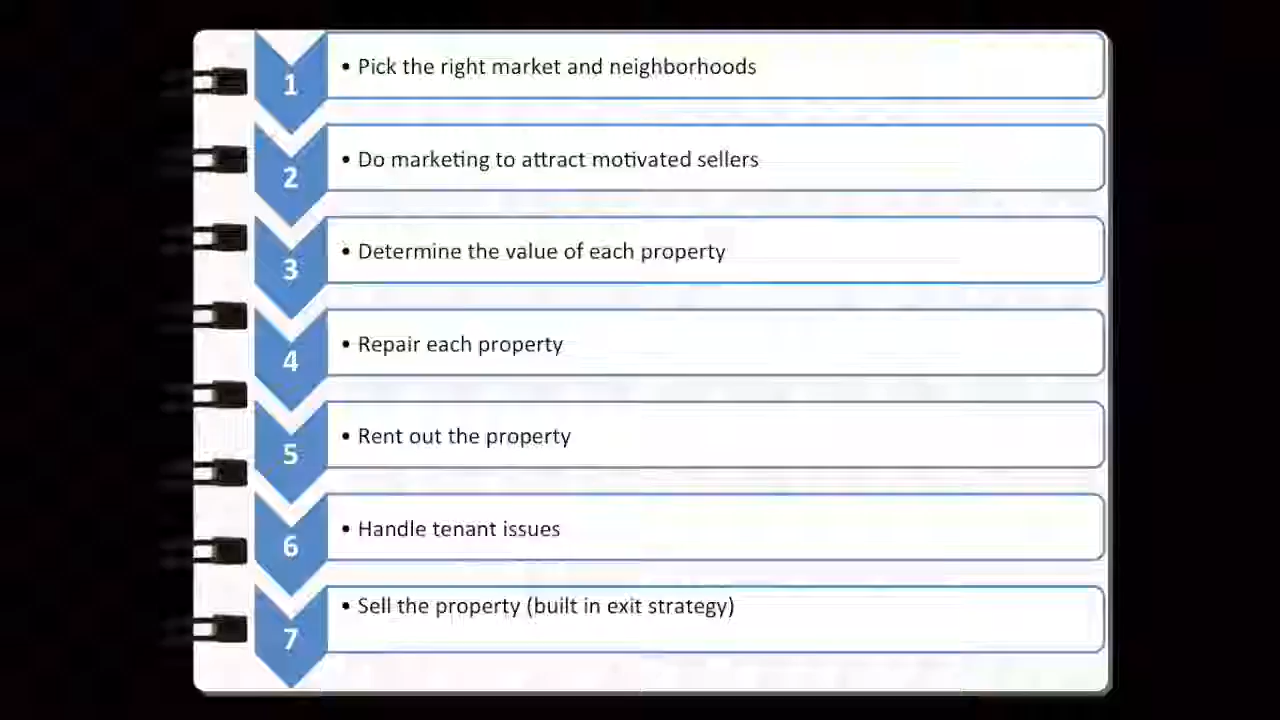 1
• Pick the right market and neighborhoods
2
• Do marketing to attract motivated sellers
3
• Determine the value of each property
4
• Repair each property
5
• Rent out the property
6
• Handle tenant issues
7
• Sell the property (built in exit strategy)